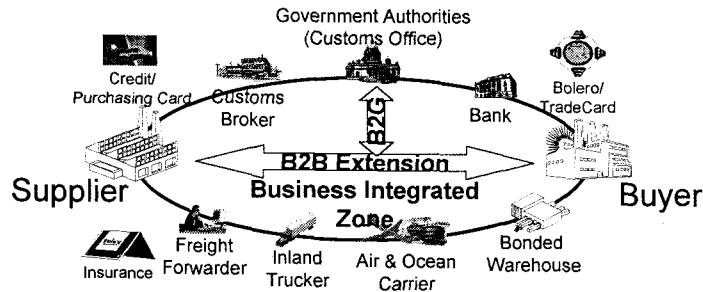 Government Authorities
(Customs Office)
Credit/
Purchasing Card
Customs
Broker
B2G
Bank
Bolero/
TradeCard
Supplier
B2B Extension
Business Integrated
Zone
Buyer
Insurance
Freight
Forwarder
Inland
Trucker
Air & Ocean
Carrier
Bonded
Warehouse